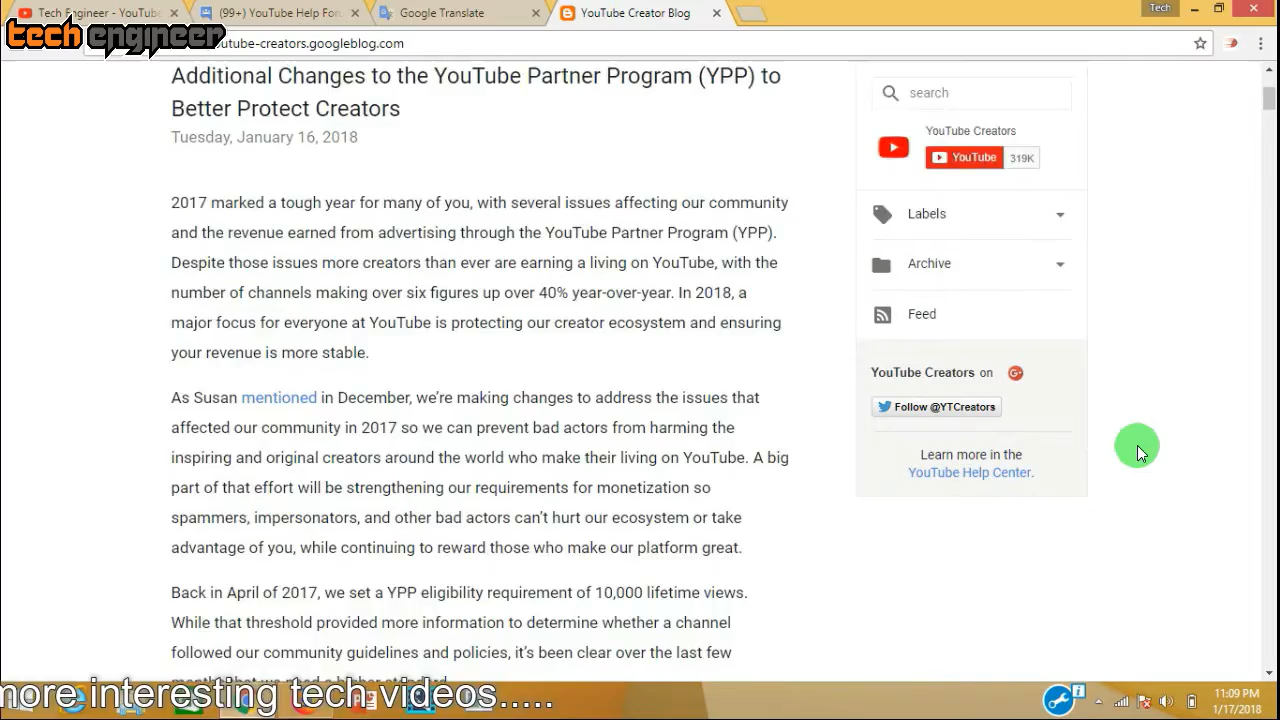 Tech Engineer - YouTube
(99+) YouTube Help Forum
Google Translate
YouTube Creator Blog
Tech
tech engineer
utube-creators.googleblog.com
Additional Changes to the YouTube Partner Program (YPP) to
Better Protect Creators
Tuesday, January 16, 2018
2017 marked a tough year for many of you, with several issues affecting our community
and the revenue earned from advertising through the YouTube Partner Program (YPP).
Despite those issues more creators than ever are earning a living on YouTube, with the
number of channels making over six figures up over 40% year-over-year. In 2018, a
major focus for everyone at YouTube is protecting our creator ecosystem and ensuring
your revenue is more stable.
As Susan mentioned in December, we’re making changes to address the issues that
affected our community in 2017 so we can prevent bad actors from harming the
inspiring and original creators around the world who make their living on YouTube. A big
part of that effort will be strengthening our requirements for monetization so
spammers, impersonators, and other bad actors can’t hurt our ecosystem or take
advantage of you, while continuing to reward those who make our platform great.
Back in April of 2017, we set a YPP eligibility requirement of 10,000 lifetime views.
While that threshold provided more information to determine whether a channel
followed our community guidelines and policies, it’s been clear over the last few
search
YouTube Creators
YouTube 319K
Labels
Archive
Feed
YouTube Creators on
Follow @YTCreators
Learn more in the
YouTube Help Center.
more interesting tech videos.....
11:09 PM
1/17/2018